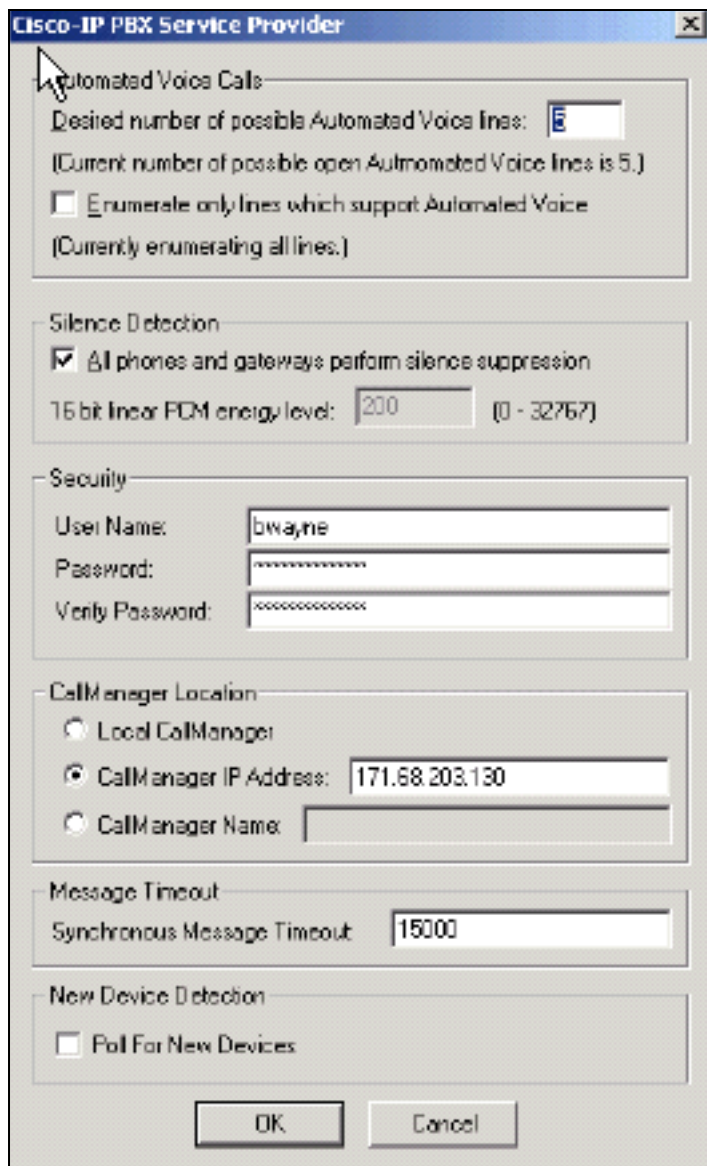 Cisco-IP PBX Service Provider
Automated Voice Calls
Desired number of possible Automated Voice lines: 5
(Current number of possible open Autmomated Voice lines is 5.)
Enumerate only lines which support Automated Voice
(Currently enumerating all lines.)
Silence Detection
All phones and gateways perform silence suppression
16 bit linear PCM energy level: 200 (0 - 32767)
Security
User Name: bwayne
Password: **************
Verify Password: **************
CallManager Location
Local CallManager
CallManager IP Address: 171.68.203.130
CallManager Name:
Message Timeout
Synchronous Message Timeout 15000
New Device Detection
Poll For New Devices
OK Cancel